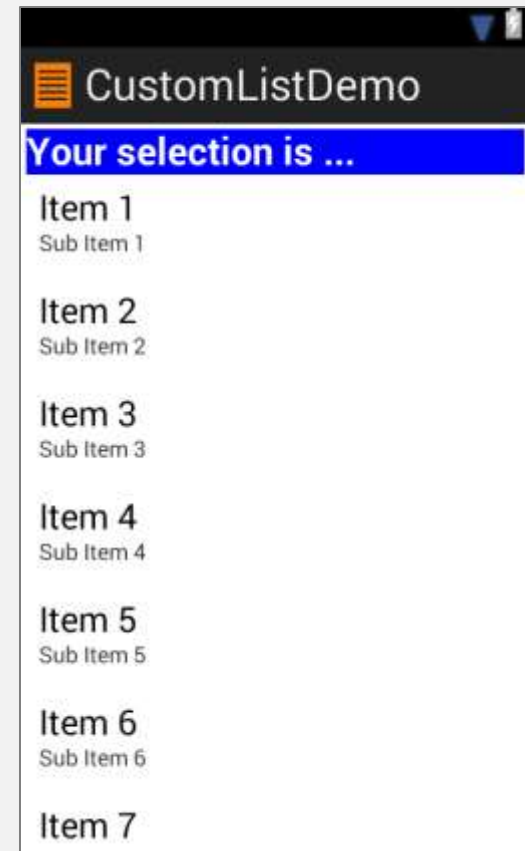 CustomListDemo
Your selection is ...
Item 1
Sub Item 1
Item 2
Sub Item 2
Item 3
Sub Item 3
Item 4
Sub Item 4
Item 5
Sub Item 5
Item 6
Sub Item 6
Item 7